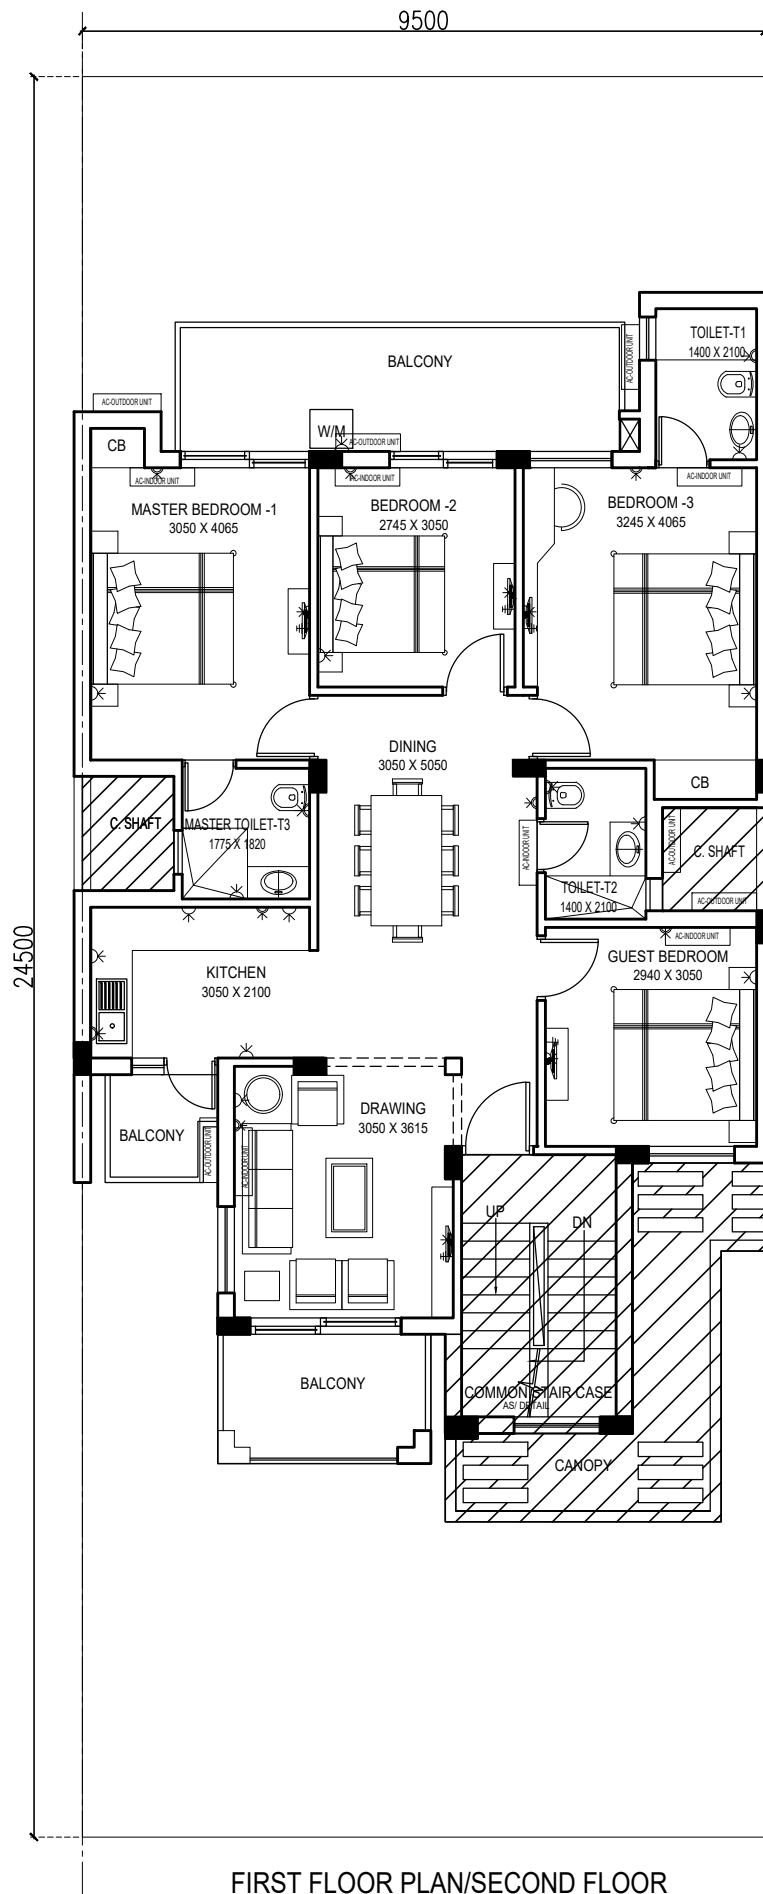 9500
TOILET-T1
1400 X 2100
BALCONY
AC-OUTDOOR UNIT
AC-OUTDOOR UNIT
CB
W/M
AC-OUTDOOR UNIT
AC-INDOOR UNIT
AC-INDOOR UNIT
AC-INDOOR UNIT
MASTER BEDROOM -1
3050 X 4065
BEDROOM -2
2745 X 3050
BEDROOM -3
3245 X 4065
DINING
3050 X 5050
CB
C. SHAFT
MASTER TOILET-T3
1775 X 1820
AC-INDOOR UNIT
AC-OUTDOOR UNIT
C. SHAFT
TOILET-T2
1400 X 2100
AC-OUTDOOR UNIT
24500
AC-INDOOR UNIT
GUEST BEDROOM
2940 X 3050
KITCHEN
3050 X 2100
DRAWING
3050 X 3615
BALCONY
AC-OUTDOOR UNIT
AC-INDOOR UNIT
UP
DN
BALCONY
COMMON STAIR CASE
AS/ DETAIL
CANOPY
FIRST FLOOR PLAN/SECOND FLOOR